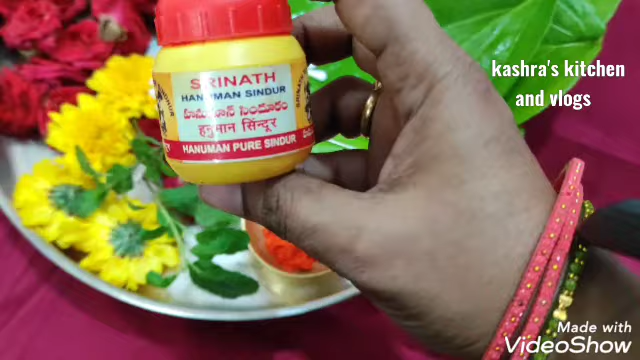 SRINATH
HANUMAN SINDUR
హనుమాన్ సింధూరం
हनुमान सिंन्दूर
HANUMAN PURE SINDUR
kashra's kitchen
and vlogs
Made with
VideoShow